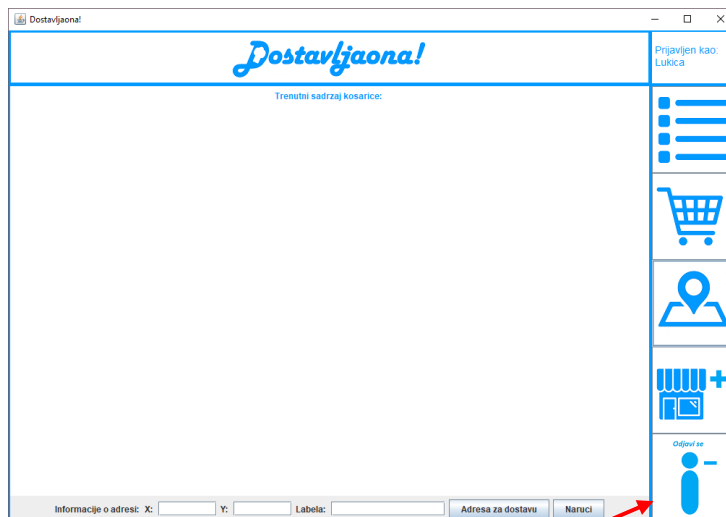 Dostavljaona!
Dostavljaona!
Prijavljen kao:
Lukica
Trenutni sadrzaj kosarice:
Odjavi se
Informacije o adresi: X: Y: Labela: Adresa za dostavu Naruci